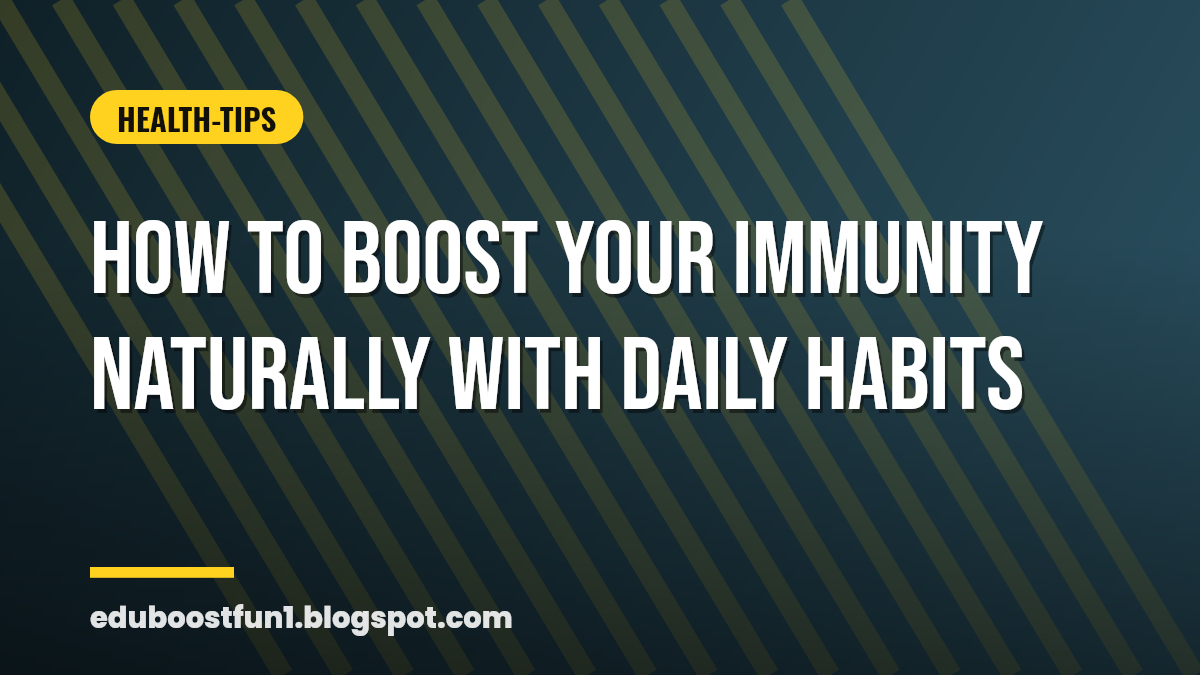 HEALTH-TIPS
HOW TO BOOST YOUR IMMUNITY
NATURALLY WITH DAILY HABITS
eduboostfun1.blogspot.com